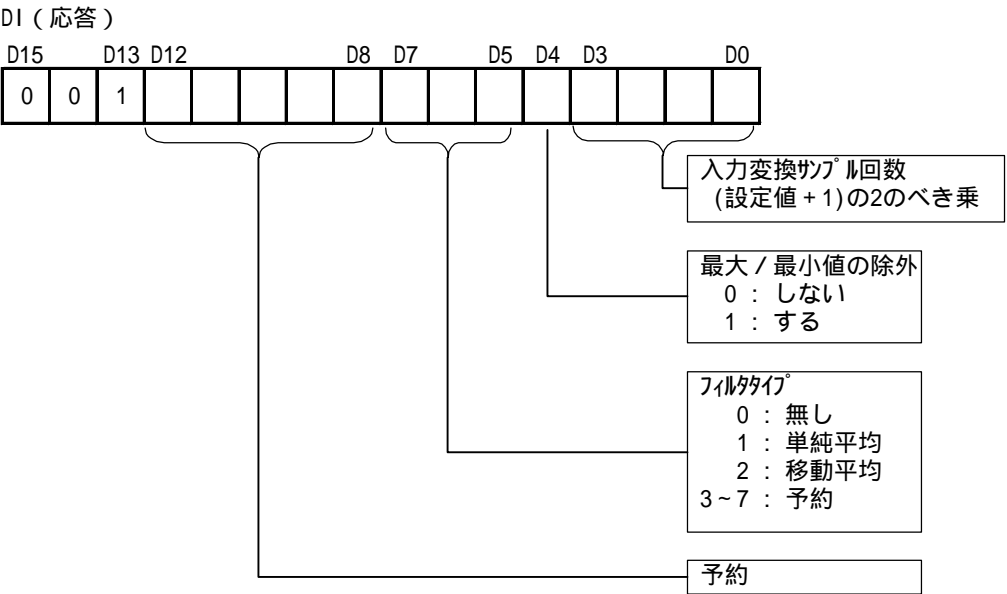 DI（応答）
D15 D13 D12 D8 D7 D5 D4 D3 D0
0 0 1
入力変換ｻﾝﾌﾟﾙ回数
(設定値＋1)の2のべき乗
最大／最小値の除外
0：しない
1：する
ﾌｨﾙﾀﾀｲﾌﾟ
0：無し
1：単純平均
2：移動平均
3~7：予約
予約